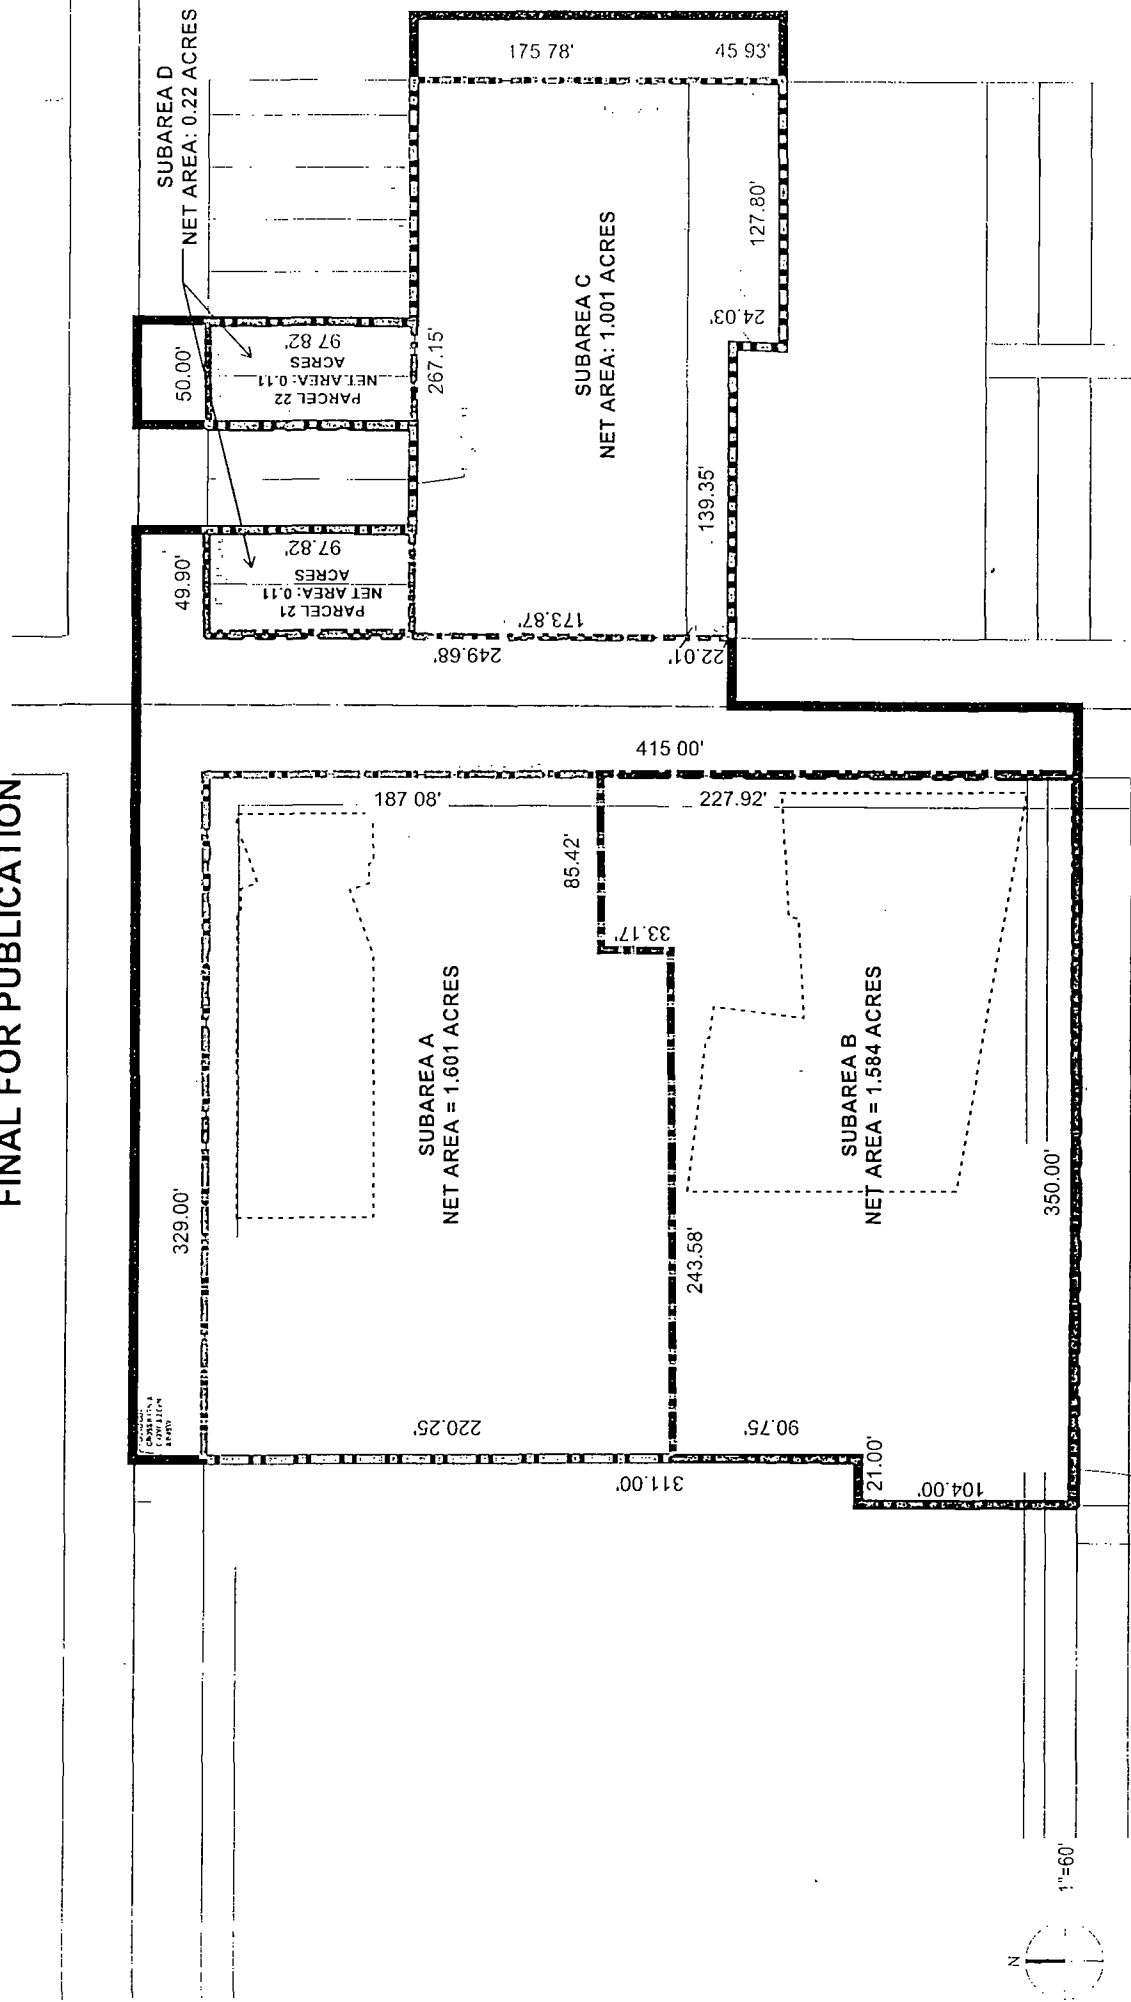 FINAL FOR PUBLICATION
SUBAREA D
NET AREA: 0.22 ACRES
175 78'
45 93'
50.00'
PARCEL 22
NET AREA: 0.11
ACRES
97 82'
267.15'
SUBAREA C
NET AREA: 1.001 ACRES
127.80'
24.03'
139.35'
49.90'
PARCEL 21
NET AREA: 0.11
ACRES
97.82'
249.68'
173.87'
22.01'
415 00'
187 08'
227.92'
85.42'
33.17'
SUBAREA A
NET AREA = 1.601 ACRES
SUBAREA B
NET AREA = 1.584 ACRES
329.00'
243.58'
350.00'
220.25'
311.00'
90.75'
21.00'
104.00'
N
1"=60'